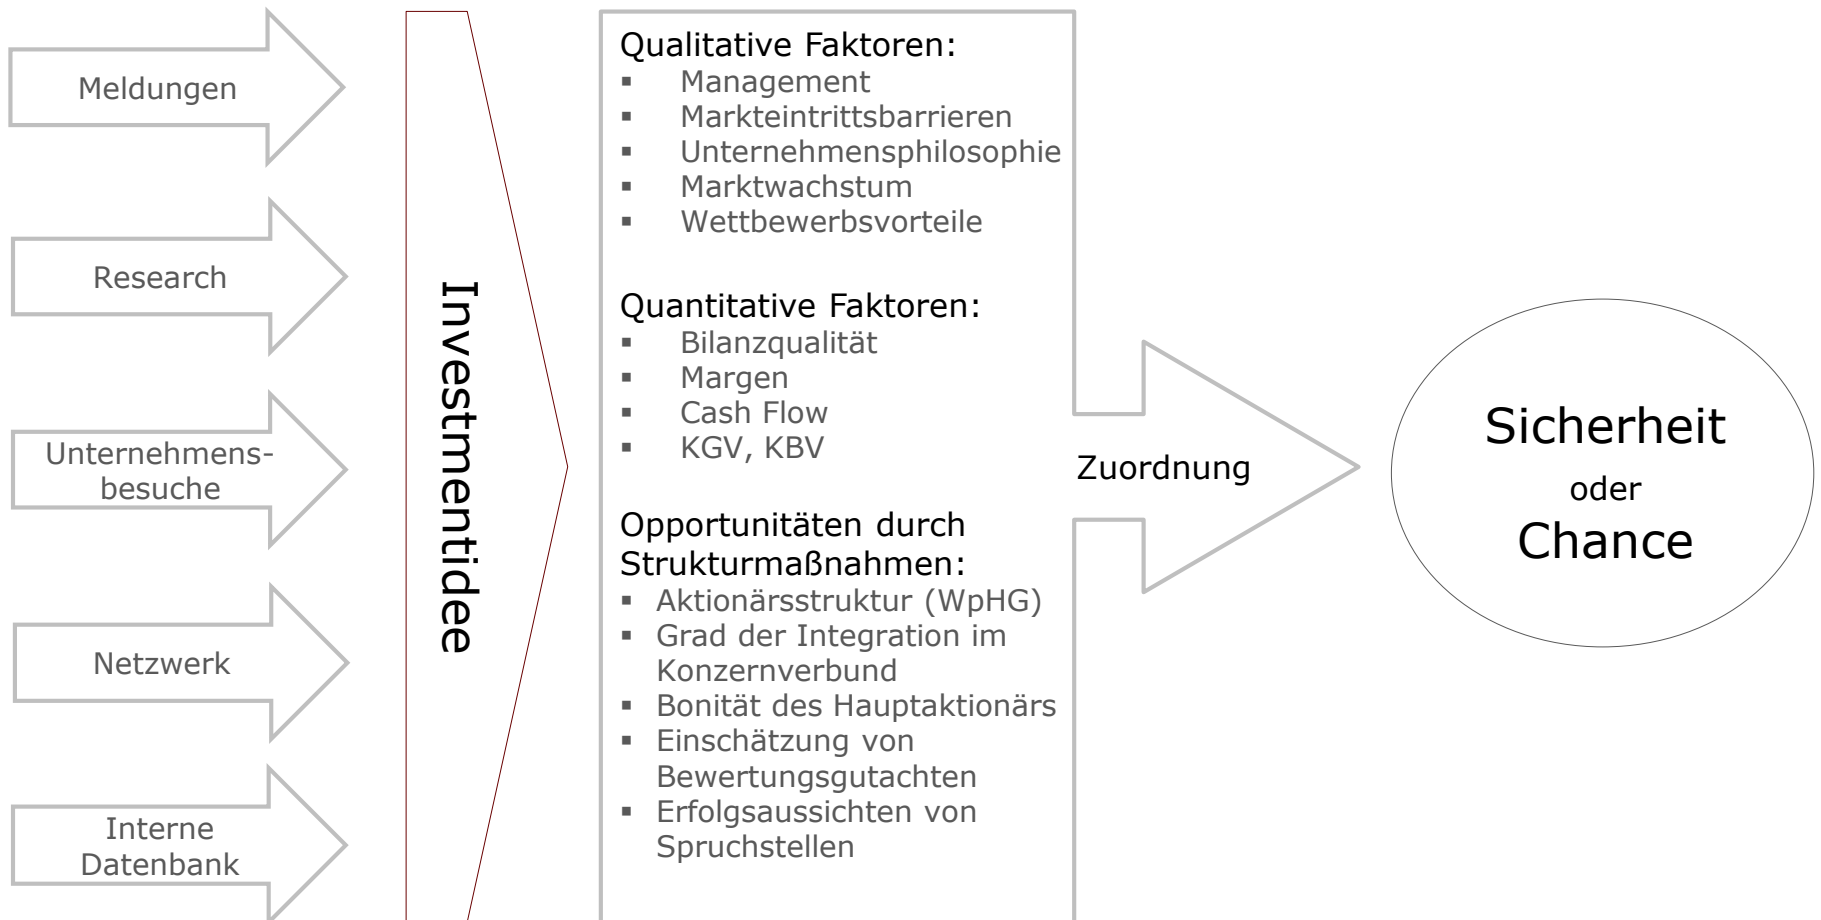 Meldungen
Research
Unternehmens-
besuche
Netzwerk
Interne
Datenbank
Investmentidee
Qualitative Faktoren:
▪ Management
▪ Markteintrittsbarrieren
▪ Unternehmensphilosophie
▪ Marktwachstum
▪ Wettbewerbsvorteile
Quantitative Faktoren:
▪ Bilanzqualität
▪ Margen
▪ Cash Flow
▪ KGV, KBV
Opportunitäten durch
Strukturmaßnahmen:
▪ Aktionärsstruktur (WpHG)
▪ Grad der Integration im
Konzernverbund
▪ Bonität des Hauptaktionärs
▪ Einschätzung von
Bewertungsgutachten
▪ Erfolgsaussichten von
Spruchstellen
Zuordnung
Sicherheit
oder
Chance